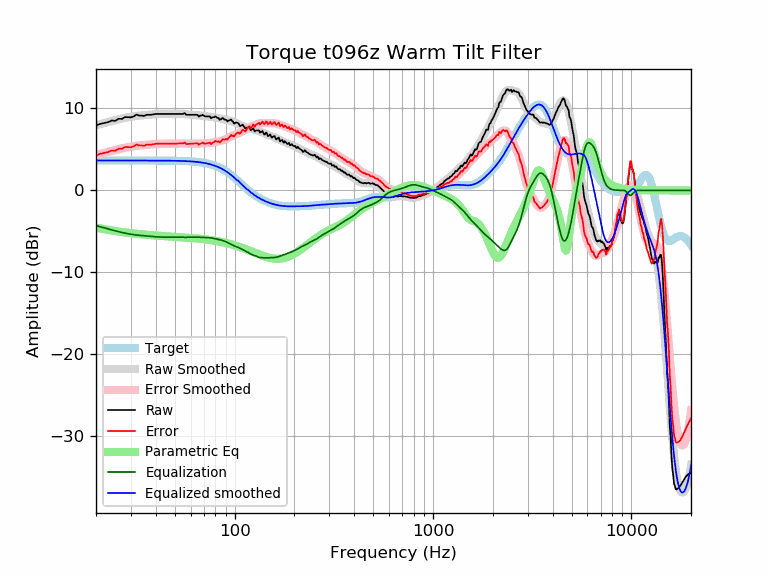 Torque t096z Warm Tilt Filter
10
0
−10
−20
−30
Amplitude (dBr)
Target
Raw Smoothed
Error Smoothed
Raw
Error
Parametric Eq
Equalization
Equalized smoothed
100
1000
10000
Frequency (Hz)